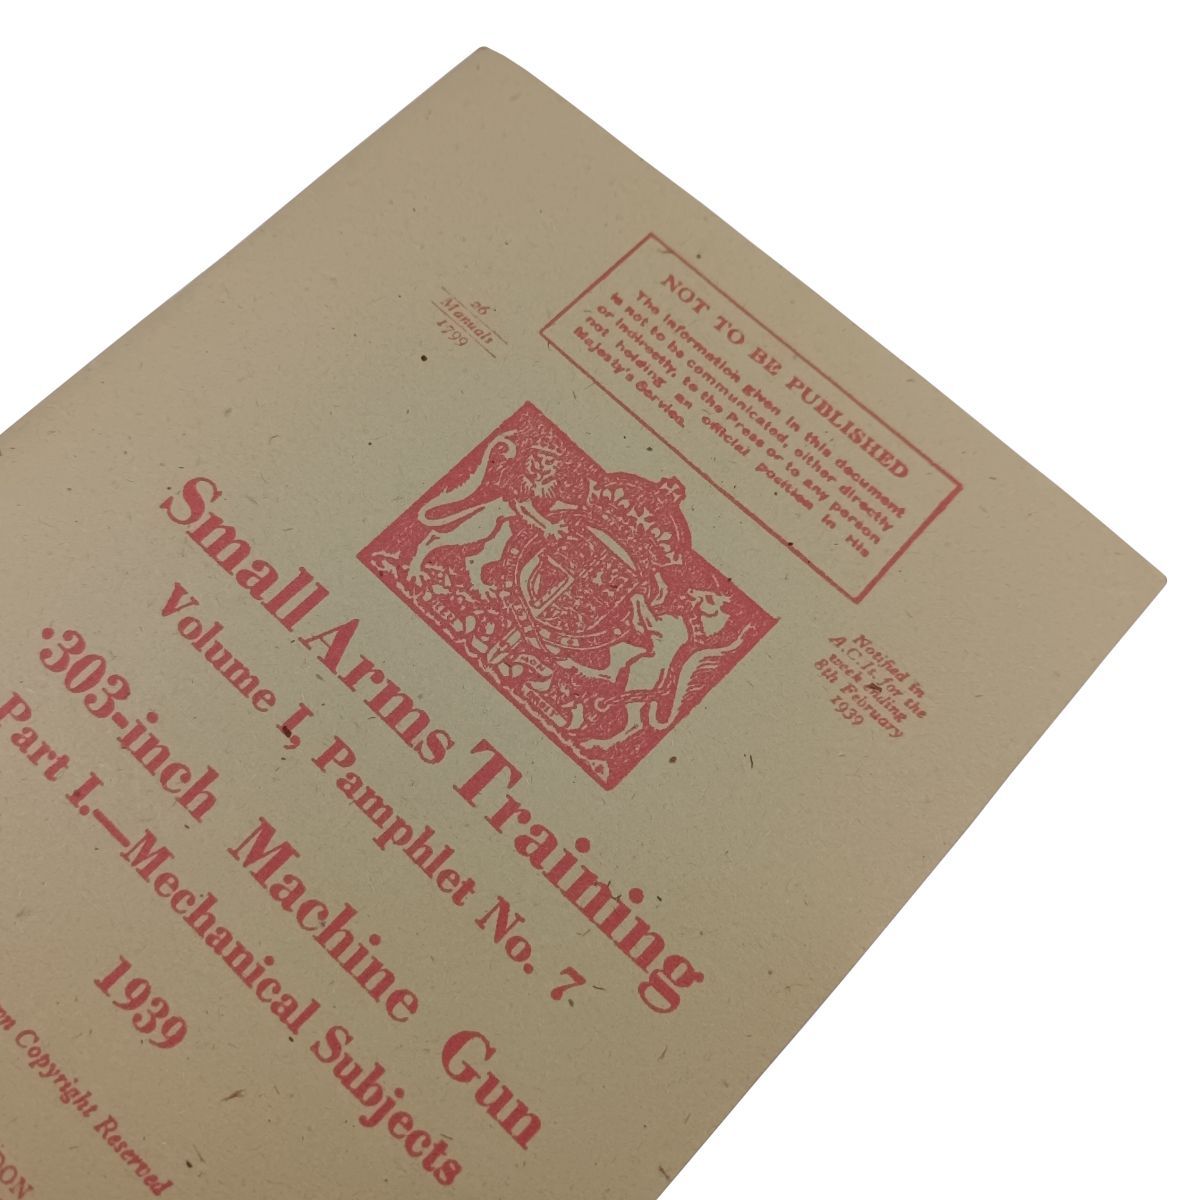 NOT TO BE PUBLISHED
The information given in this document
is not to be communicated, either directly
or indirectly, to the Press or to any person
not holding an official position in His
Majesty's Service.
26
Manuals
1799
Notified in
A.C.Is. for the
week ending
8th February
1939
Small Arms Training
Volume I, Pamphlet No. 7
·303-inch Machine Gun
Part I.—Mechanical Subjects
1939
Copyright Reserved